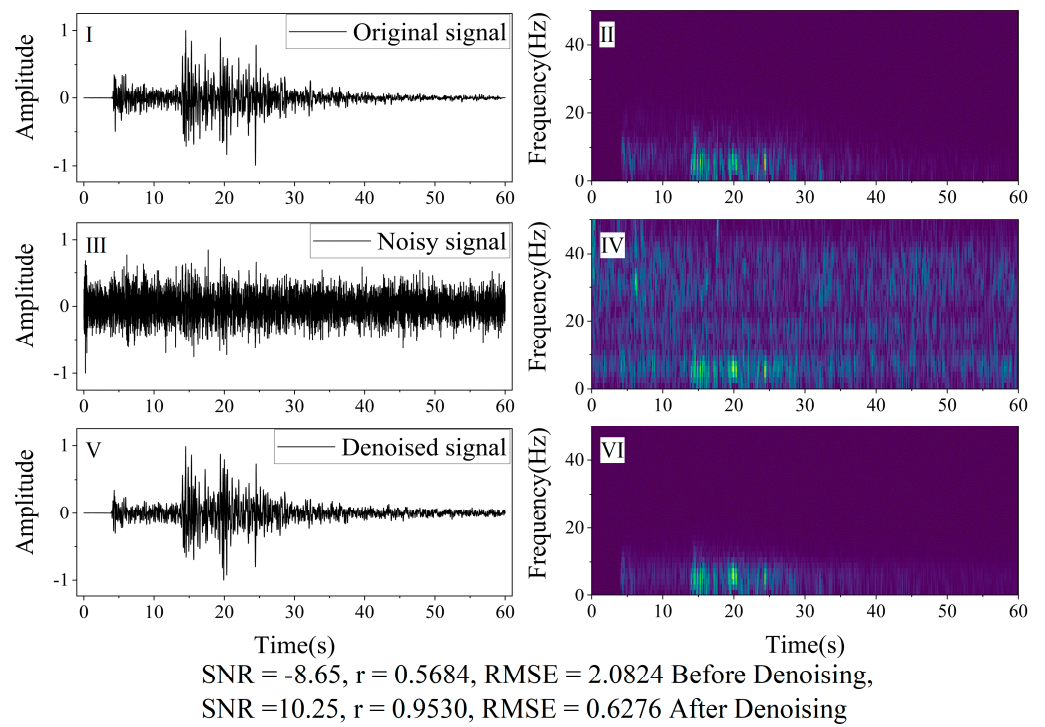 I
Original signal
Amplitude
1
0
-1
0 10 20 30 40 50 60
II
Frequency(Hz)
40
20
0
0 10 20 30 40 50 60
III
Noisy signal
Amplitude
1
0
-1
0 10 20 30 40 50 60
IV
Frequency(Hz)
40
20
0
0 10 20 30 40 50 60
V
Denoised signal
Amplitude
1
0
-1
0 10 20 30 40 50 60
Time(s)
VI
Frequency(Hz)
40
20
0
0 10 20 30 40 50 60
Time(s)
SNR = -8.65, r = 0.5684, RMSE = 2.0824 Before Denoising,
SNR =10.25, r = 0.9530, RMSE = 0.6276 After Denoising